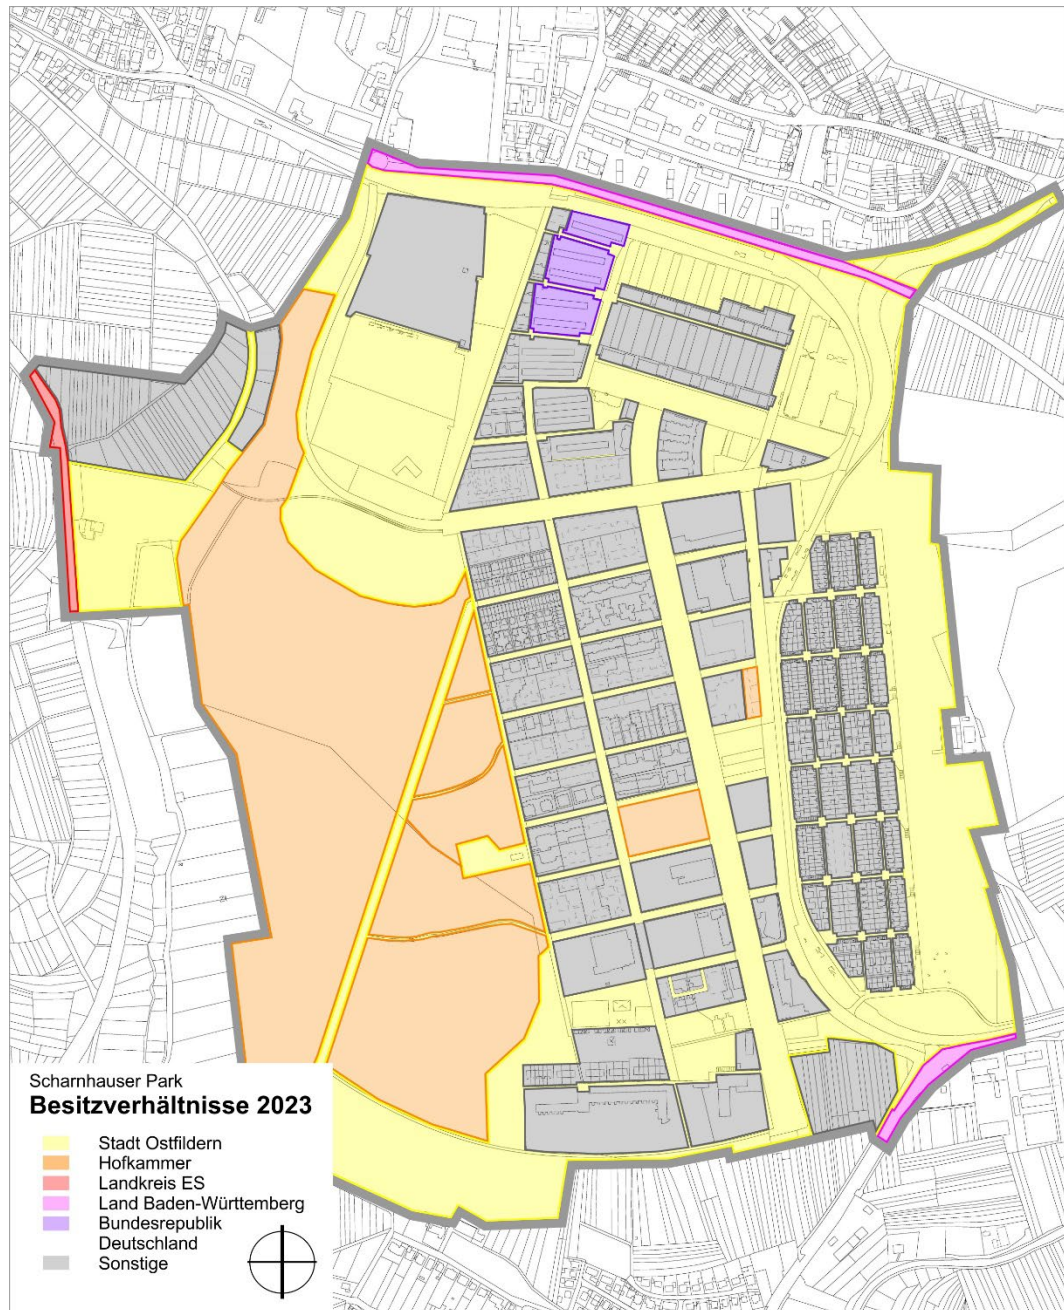 Scharnhauser Park
Besitzverhältnisse 2023
Stadt Ostfildern
Hofkammer
Landkreis ES
Land Baden-Württemberg
Bundesrepublik
Deutschland
Sonstige